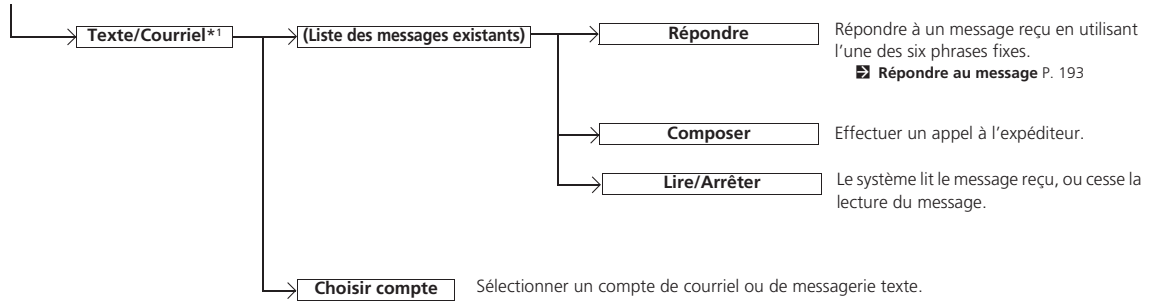 Texte/Courriel*1
(Liste des messages existants)
Répondre
Répondre à un message reçu en utilisant
l'une des six phrases fixes.
Répondre au message P. 193
Composer
Effectuer un appel à l'expéditeur.
Lire/Arrêter
Le système lit le message reçu, ou cesse la
lecture du message.
Choisir compte
Sélectionner un compte de courriel ou de messagerie texte.